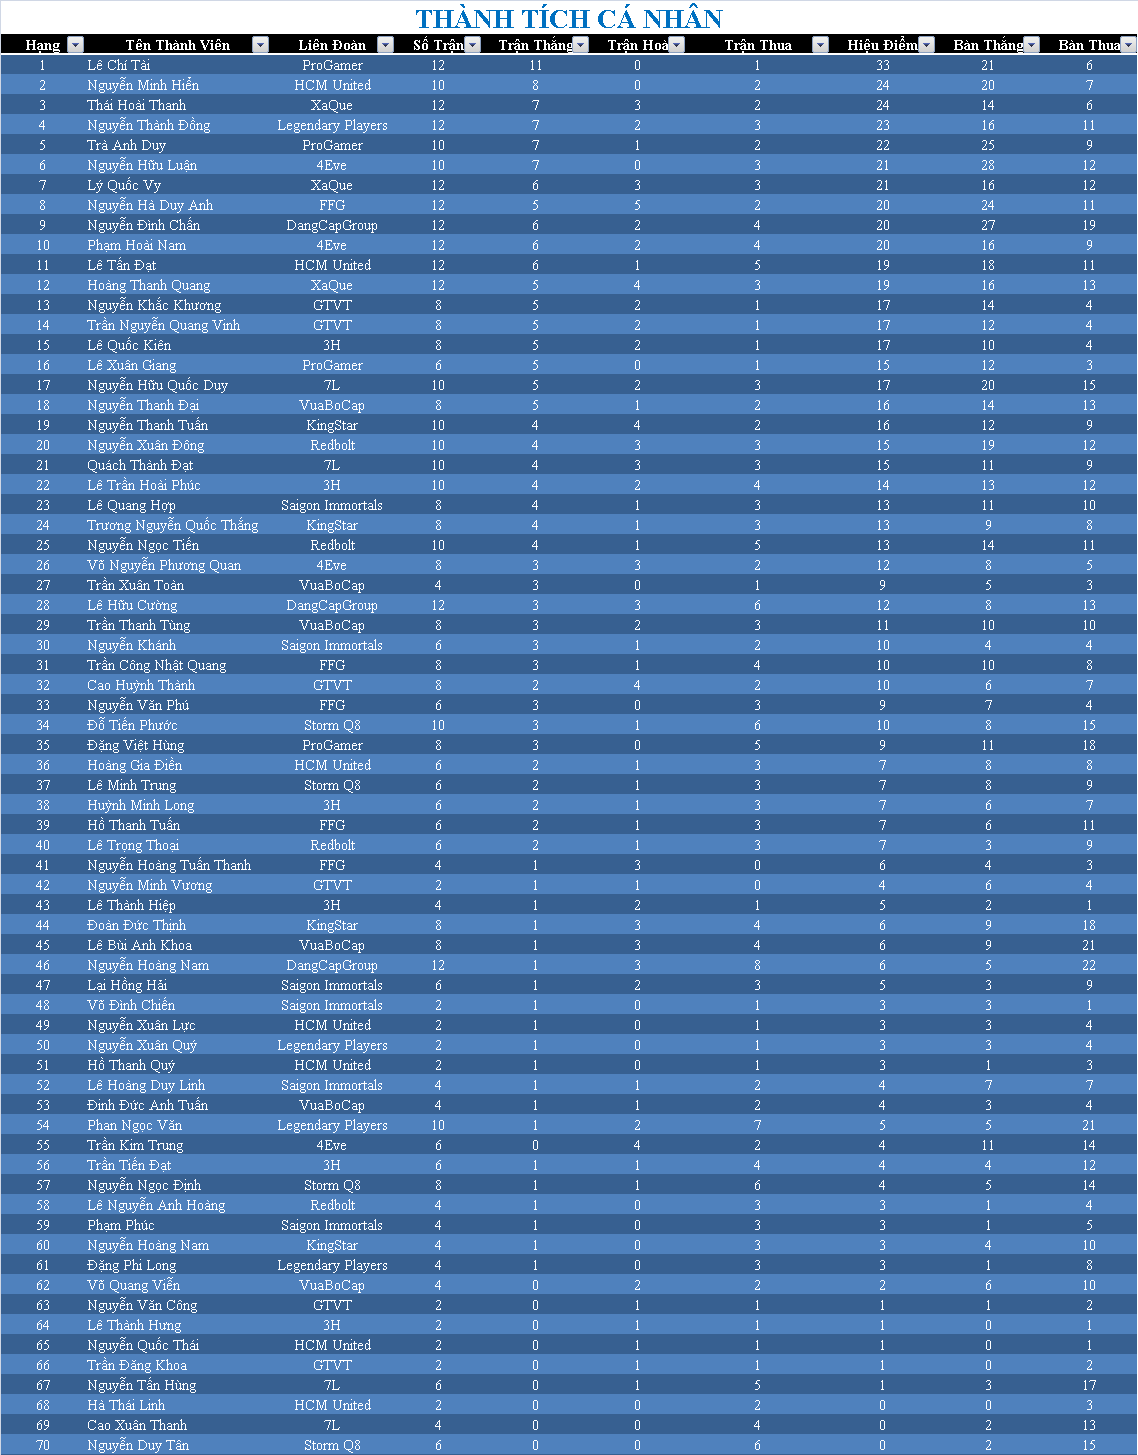 THÀNH TÍCH CÁ NHÂN
Hạng Tên Thành Viên Liên Đoàn Số Trận Trận Thắng Trận Hoà Trận Thua Hiệu Điểm Bàn Thắng Bàn Thua
1 Lê Chí Tài ProGamer 12 11 0 1 33 21 6
2 Nguyễn Minh Hiển HCM United 10 8 0 2 24 20 7
3 Thái Hoài Thanh XaQue 12 7 3 2 24 14 6
4 Nguyễn Thành Đồng Legendary Players 12 7 2 3 23 16 11
5 Trà Anh Duy ProGamer 10 7 1 2 22 25 9
6 Nguyễn Hữu Luận 4Eve 10 7 0 3 21 28 12
7 Lý Quốc Vy XaQue 12 6 3 3 21 16 12
8 Nguyễn Hà Duy Anh FFG 12 5 5 2 20 24 11
9 Nguyễn Đình Chấn DangCapGroup 12 6 2 4 20 27 19
10 Phạm Hoài Nam 4Eve 12 6 2 4 20 16 9
11 Lê Tấn Đạt HCM United 12 6 1 5 19 18 11
12 Hoàng Thanh Quang XaQue 12 5 4 3 19 16 13
13 Nguyễn Khắc Khương GTVT 8 5 2 1 17 14 4
14 Trần Nguyễn Quang Vinh GTVT 8 5 2 1 17 12 4
15 Lê Quốc Kiên 3H 8 5 2 1 17 10 4
16 Lê Xuân Giang ProGamer 6 5 0 1 15 12 3
17 Nguyễn Hữu Quốc Duy 7L 10 5 2 3 17 20 15
18 Nguyễn Thanh Đại VuaBoCap 8 5 1 2 16 14 13
19 Nguyễn Thanh Tuấn KingStar 10 4 4 2 16 12 9
20 Nguyễn Xuân Đông Redbolt 10 4 3 3 15 19 12
21 Quách Thành Đạt 7L 10 4 3 3 15 11 9
22 Lê Trần Hoài Phúc 3H 10 4 2 4 14 13 12
23 Lê Quang Hợp Saigon Immortals 8 4 1 3 13 11 10
24 Trương Nguyễn Quốc Thắng KingStar 8 4 1 3 13 9 8
25 Nguyễn Ngọc Tiến Redbolt 10 4 1 5 13 14 11
26 Võ Nguyễn Phương Quan 4Eve 8 3 3 2 12 8 5
27 Trần Xuân Toàn VuaBoCap 4 3 0 1 9 5 3
28 Lê Hữu Cường DangCapGroup 12 3 3 6 12 8 13
29 Trần Thanh Tùng VuaBoCap 8 3 2 3 11 10 10
30 Nguyễn Khánh Saigon Immortals 6 3 1 2 10 4 4
31 Trần Công Nhật Quang FFG 8 3 1 4 10 10 8
32 Cao Huỳnh Thành GTVT 8 2 4 2 10 6 7
33 Nguyễn Văn Phú FFG 6 3 0 3 9 7 4
34 Đỗ Tiến Phước Storm Q8 10 3 1 6 10 8 15
35 Đặng Việt Hùng ProGamer 8 3 0 5 9 11 18
36 Hoàng Gia Điền HCM United 6 2 1 3 7 8 8
37 Lê Minh Trung Storm Q8 6 2 1 3 7 8 9
38 Huỳnh Minh Long 3H 6 2 1 3 7 6 7
39 Hồ Thanh Tuấn FFG 6 2 1 3 7 6 11
40 Lê Trọng Thoại Redbolt 6 2 1 3 7 3 9
41 Nguyễn Hoàng Tuấn Thanh FFG 4 1 3 0 6 4 3
42 Nguyễn Minh Vương GTVT 2 1 1 0 4 6 4
43 Lê Thành Hiệp 3H 4 1 2 1 5 2 1
44 Đoàn Đức Thịnh KingStar 8 1 3 4 6 9 18
45 Lê Bùi Anh Khoa VuaBoCap 8 1 3 4 6 9 21
46 Nguyễn Hoàng Nam DangCapGroup 12 1 3 8 6 5 22
47 Lại Hồng Hải Saigon Immortals 6 1 2 3 5 3 9
48 Võ Đình Chiến Saigon Immortals 2 1 0 1 3 3 1
49 Nguyễn Xuân Lực HCM United 2 1 0 1 3 3 4
50 Nguyễn Xuân Quý Legendary Players 2 1 0 1 3 3 4
51 Hồ Thanh Quý HCM United 2 1 0 1 3 1 3
52 Lê Hoàng Duy Linh Saigon Immortals 4 1 1 2 4 7 7
53 Đinh Đức Anh Tuấn VuaBoCap 4 1 1 2 4 3 4
54 Phan Ngọc Văn Legendary Players 10 1 2 7 5 5 21
55 Trần Kim Trung 4Eve 6 0 4 2 4 11 14
56 Trần Tiến Đạt 3H 6 1 1 4 4 4 12
57 Nguyễn Ngọc Định Storm Q8 8 1 1 6 4 5 14
58 Lê Nguyễn Anh Hoàng Redbolt 4 1 0 3 3 1 4
59 Phạm Phúc Saigon Immortals 4 1 0 3 3 1 5
60 Nguyễn Hoàng Nam KingStar 4 1 0 3 3 4 10
61 Đặng Phi Long Legendary Players 4 1 0 3 3 1 8
62 Võ Quang Viễn VuaBoCap 4 0 2 2 2 6 10
63 Nguyễn Văn Công GTVT 2 0 1 1 1 1 2
64 Lê Thành Hưng 3H 2 0 1 1 1 0 1
65 Nguyễn Quốc Thái HCM United 2 0 1 1 1 0 1
66 Trần Đăng Khoa GTVT 2 0 1 1 1 0 2
67 Nguyễn Tấn Hùng 7L 6 0 1 5 1 3 17
68 Hà Thái Linh HCM United 2 0 0 2 0 0 3
69 Cao Xuân Thanh 7L 4 0 0 4 0 2 13
70 Nguyễn Duy Tân Storm Q8 6 0 0 6 0 2 15